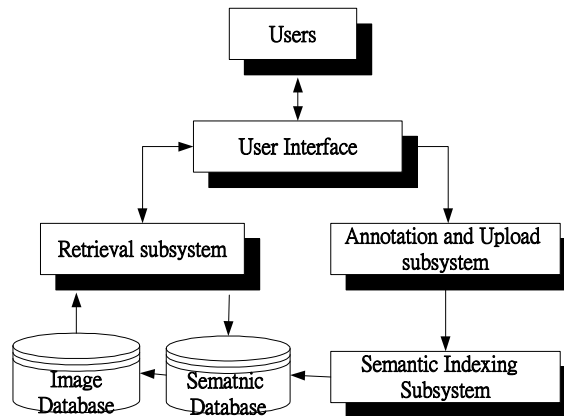 Users
User Interface
Retrieval subsystem
Annotation and Upload
subsystem
Image
Database
Sematnic
Database
Semantic Indexing
Subsystem